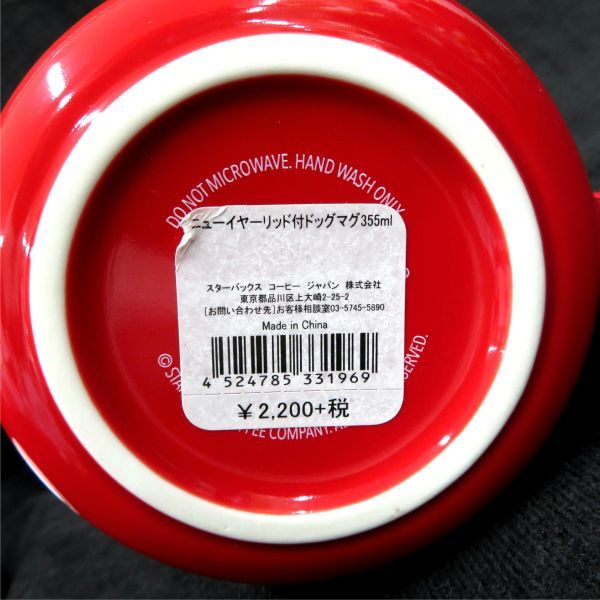 DO NOT MICROWAVE. HAND WASH ONLY
ニューイヤーリッド付ドッグマグ355ml
スターバックス コーヒー ジャパン 株式会社
東京都品川区上大崎2-25-2
[お問い合わせ先]お客様相談室03-5745-5890
Made in China
4 524785 331969
¥2,200+税
COMPANY.